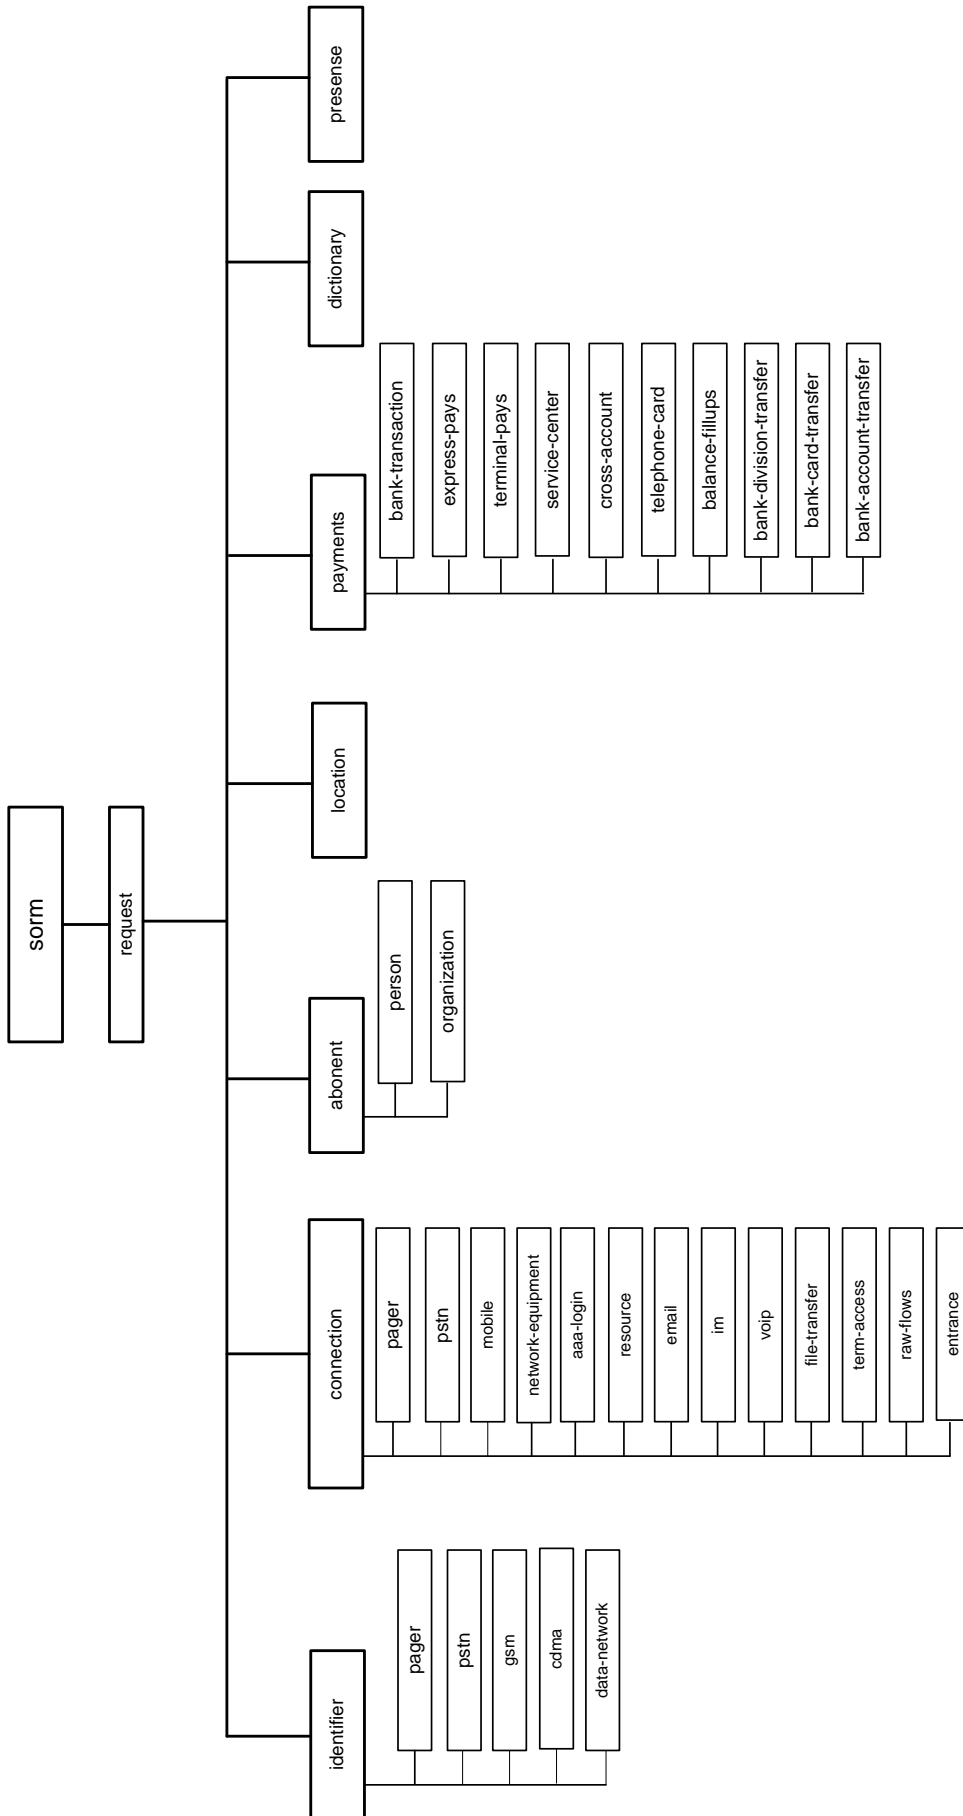 sorm
request
identifier
pager
pstn
gsm
cdma
data-network
connection
pager
pstn
mobile
network-equipment
aaa-login
resource
email
im
voip
file-transfer
term-access
raw-flows
entrance
abonent
person
organization
location
payments
bank-transaction
express-pays
terminal-pays
service-center
cross-account
telephone-card
balance-fillups
bank-division-transfer
bank-card-transfer
bank-account-transfer
dictionary
presense